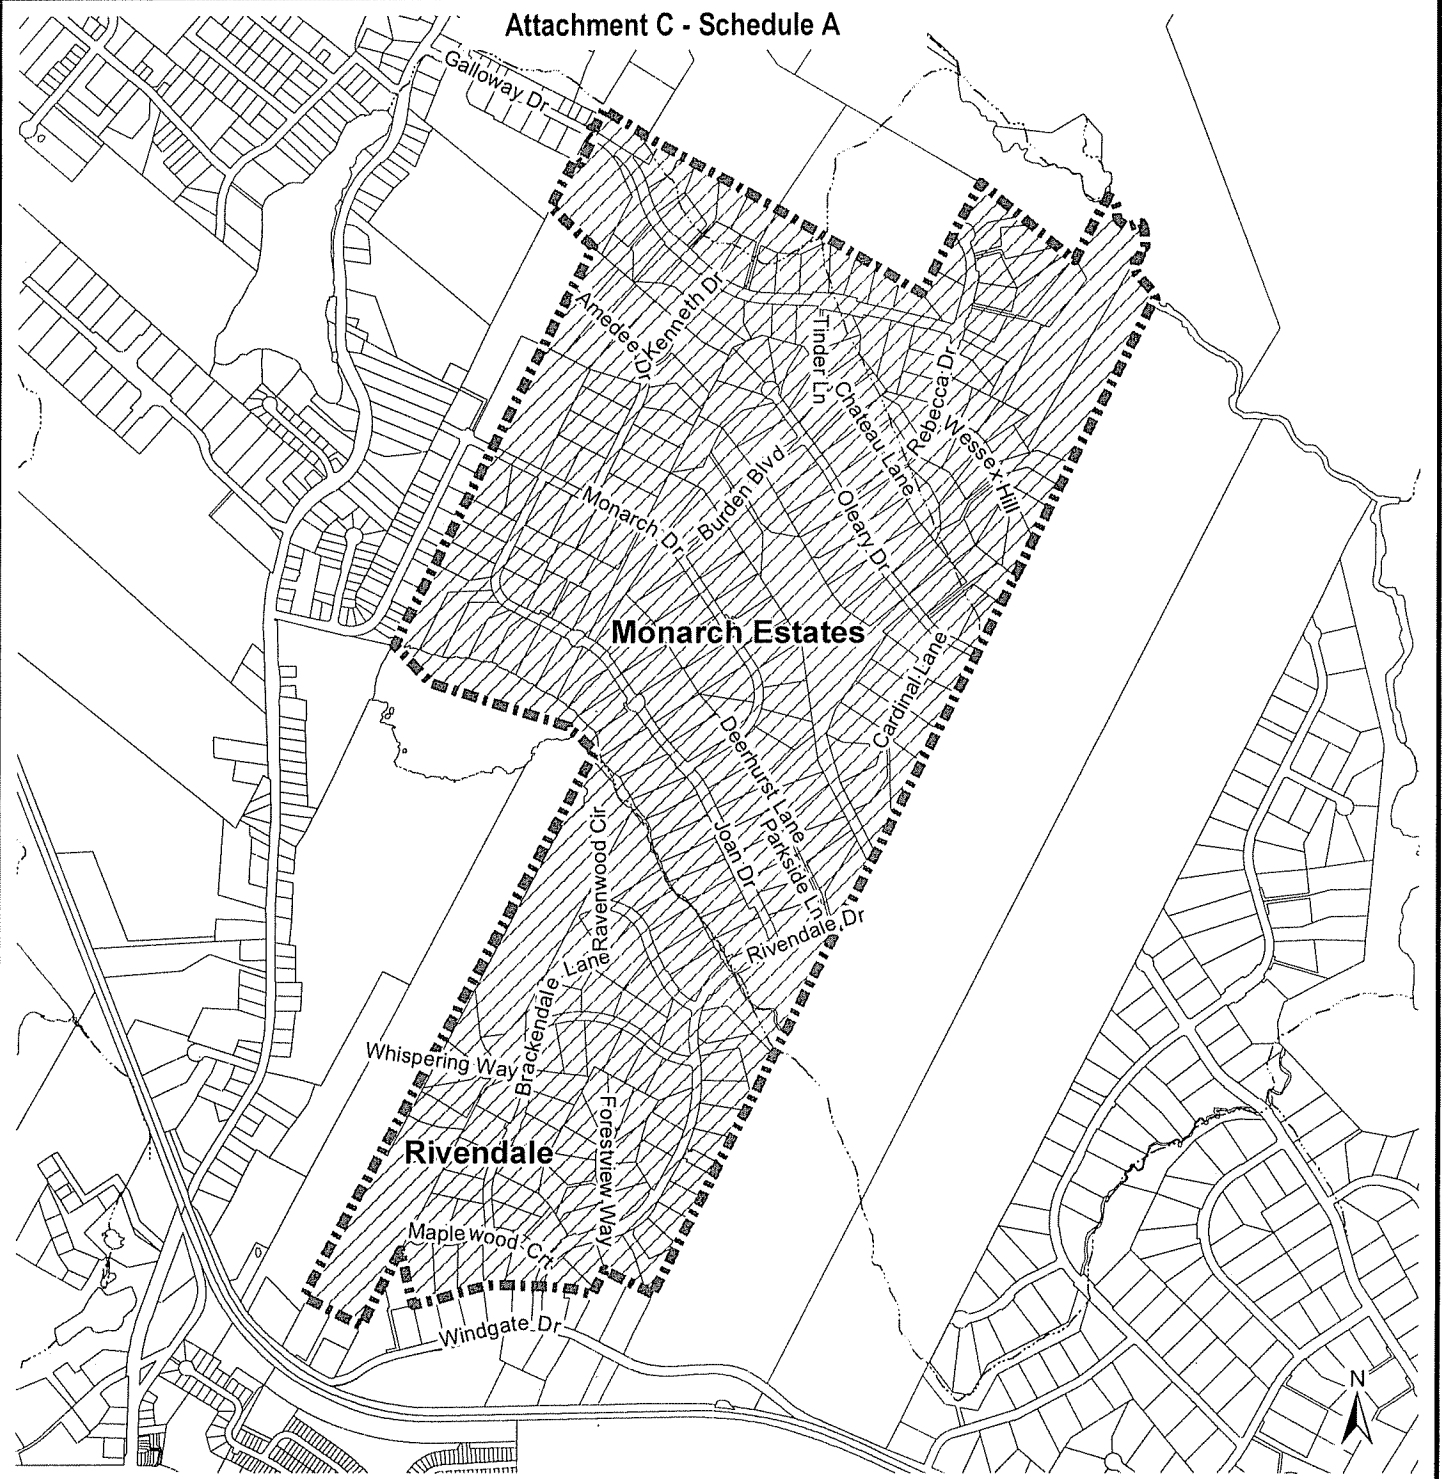 Attachment C - Schedule A
Galloway Dr
Amedee Dr
Kenneth Dr
Tinder Ln
Chateau Lane
Rebecca Dr
Wessex Hill
Monarch Dr
Burden Blvd
Oleary Dr
Monarch Estates
Cardinal Lane
Deerhurst Lane
Parkside Ln
Joan Dr
Ravenwood Cir
Rivendale Dr
Brackendale Lane
Whispering Way
Forestview Way
Rivendale
Maplewood Crt
Windgate Dr
N